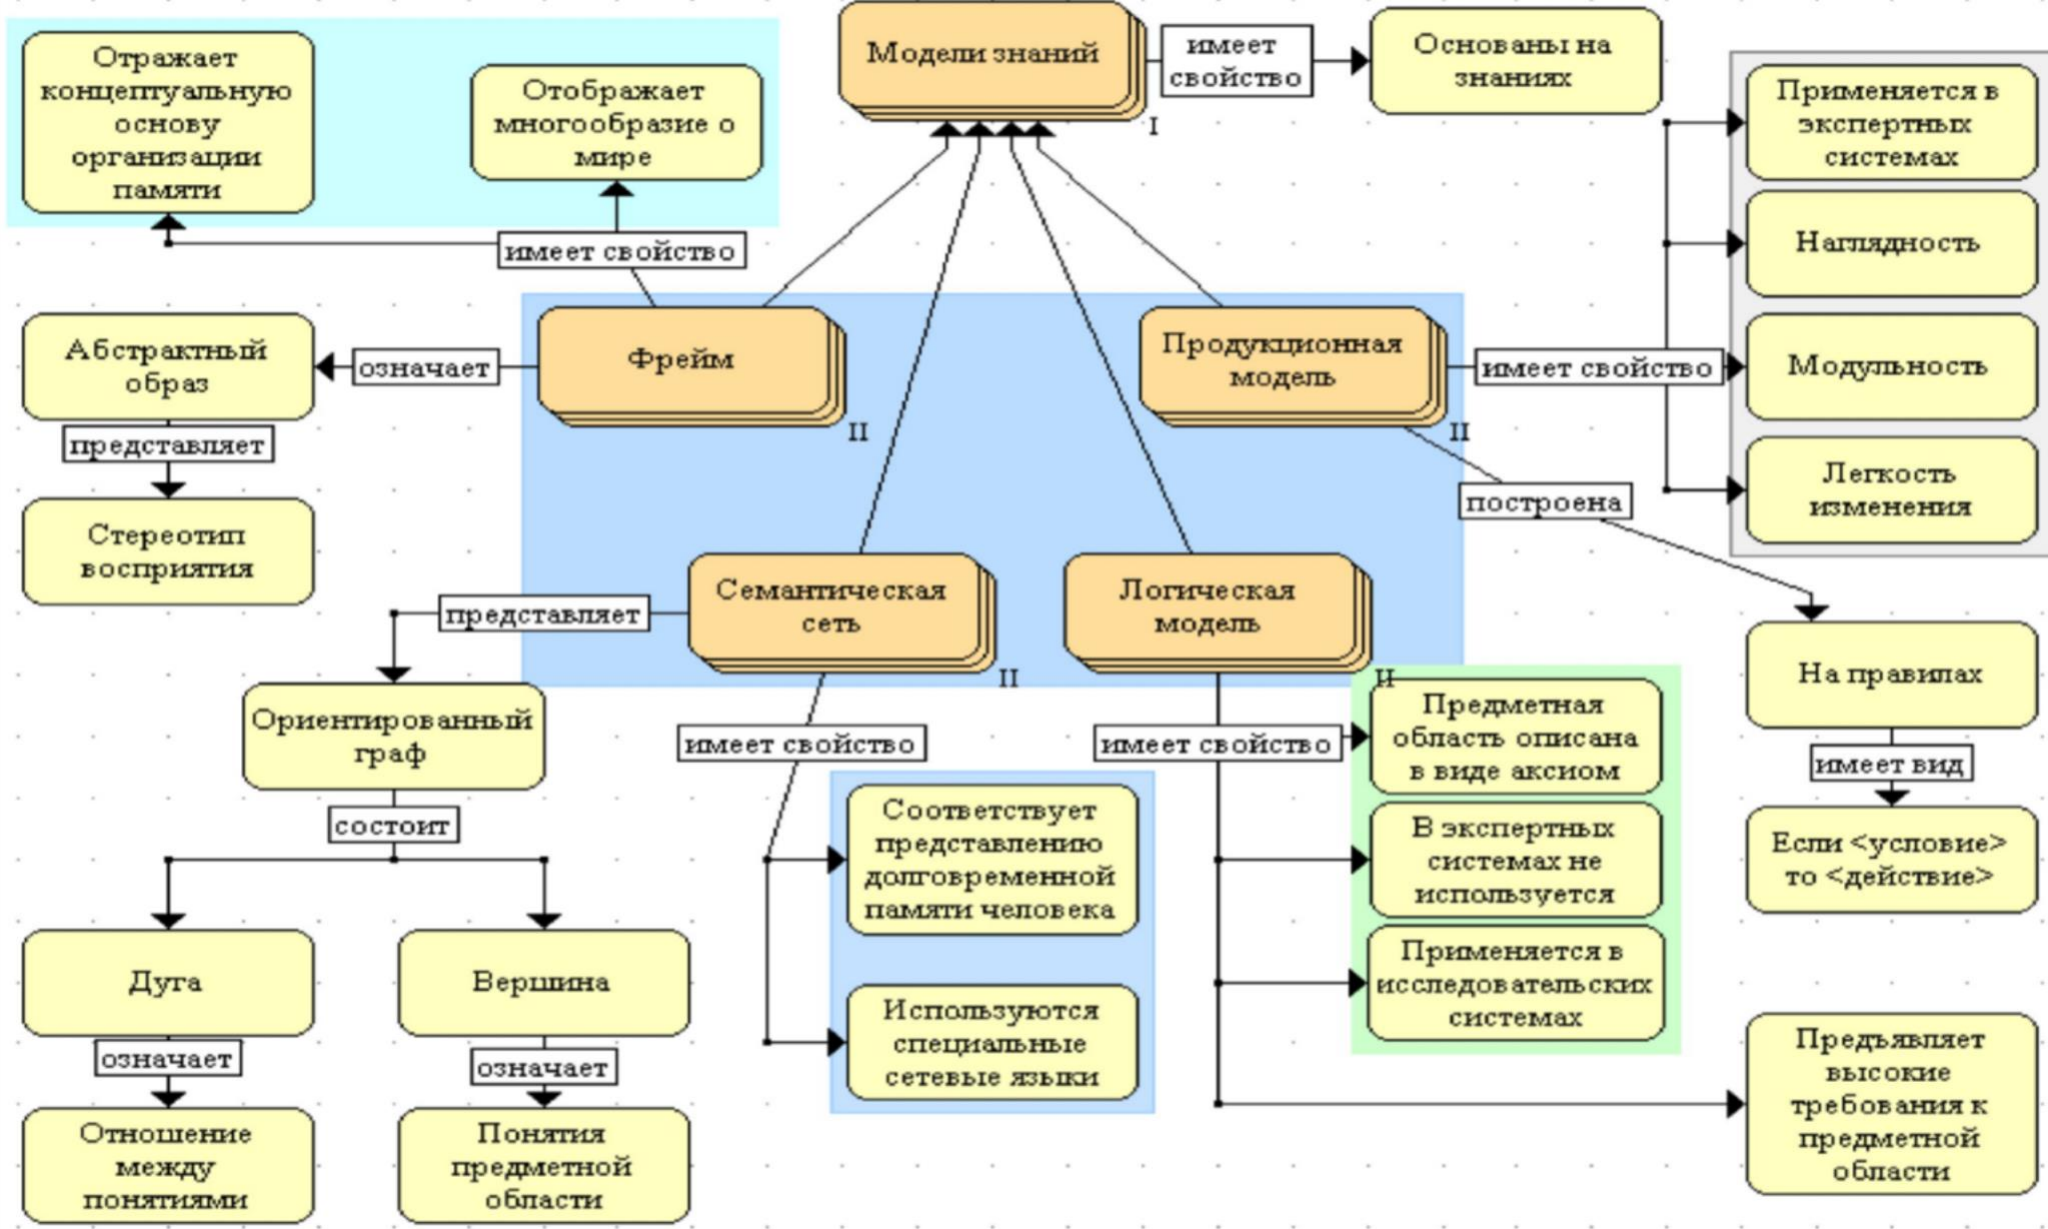 Модели знаний
I
имеет
свойство
Основаны на
знаниях
Отражает
концептуальную
основу
организации
памяти
Отображает
многообразие о
мире
имеет свойство
Применяется в
экспертных
системах
Наглядность
Модульность
Легкость
изменения
Абстрактный
образ
означает
Фрейм
II
Продукционная
модель
II
имеет свойство
представляет
Стереотип
восприятия
построена
Семантическая
сеть
II
Логическая
модель
II
представляет
На правилах
имеет вид
Если <условие>
то <действие>
Ориентированный
граф
имеет свойство
имеет свойство
Предметная
область описана
в виде аксиом
состоит
Соответствует
представлению
долговременной
памяти человека
В экспертных
системах не
используется
Дуга
Вершина
Применяется в
исследовательских
системах
Используются
специальные
сетевые языки
означает
означает
Предъявляет
высокие
требования к
предметной
области
Отношение
между
понятиями
Понятия
предметной
области